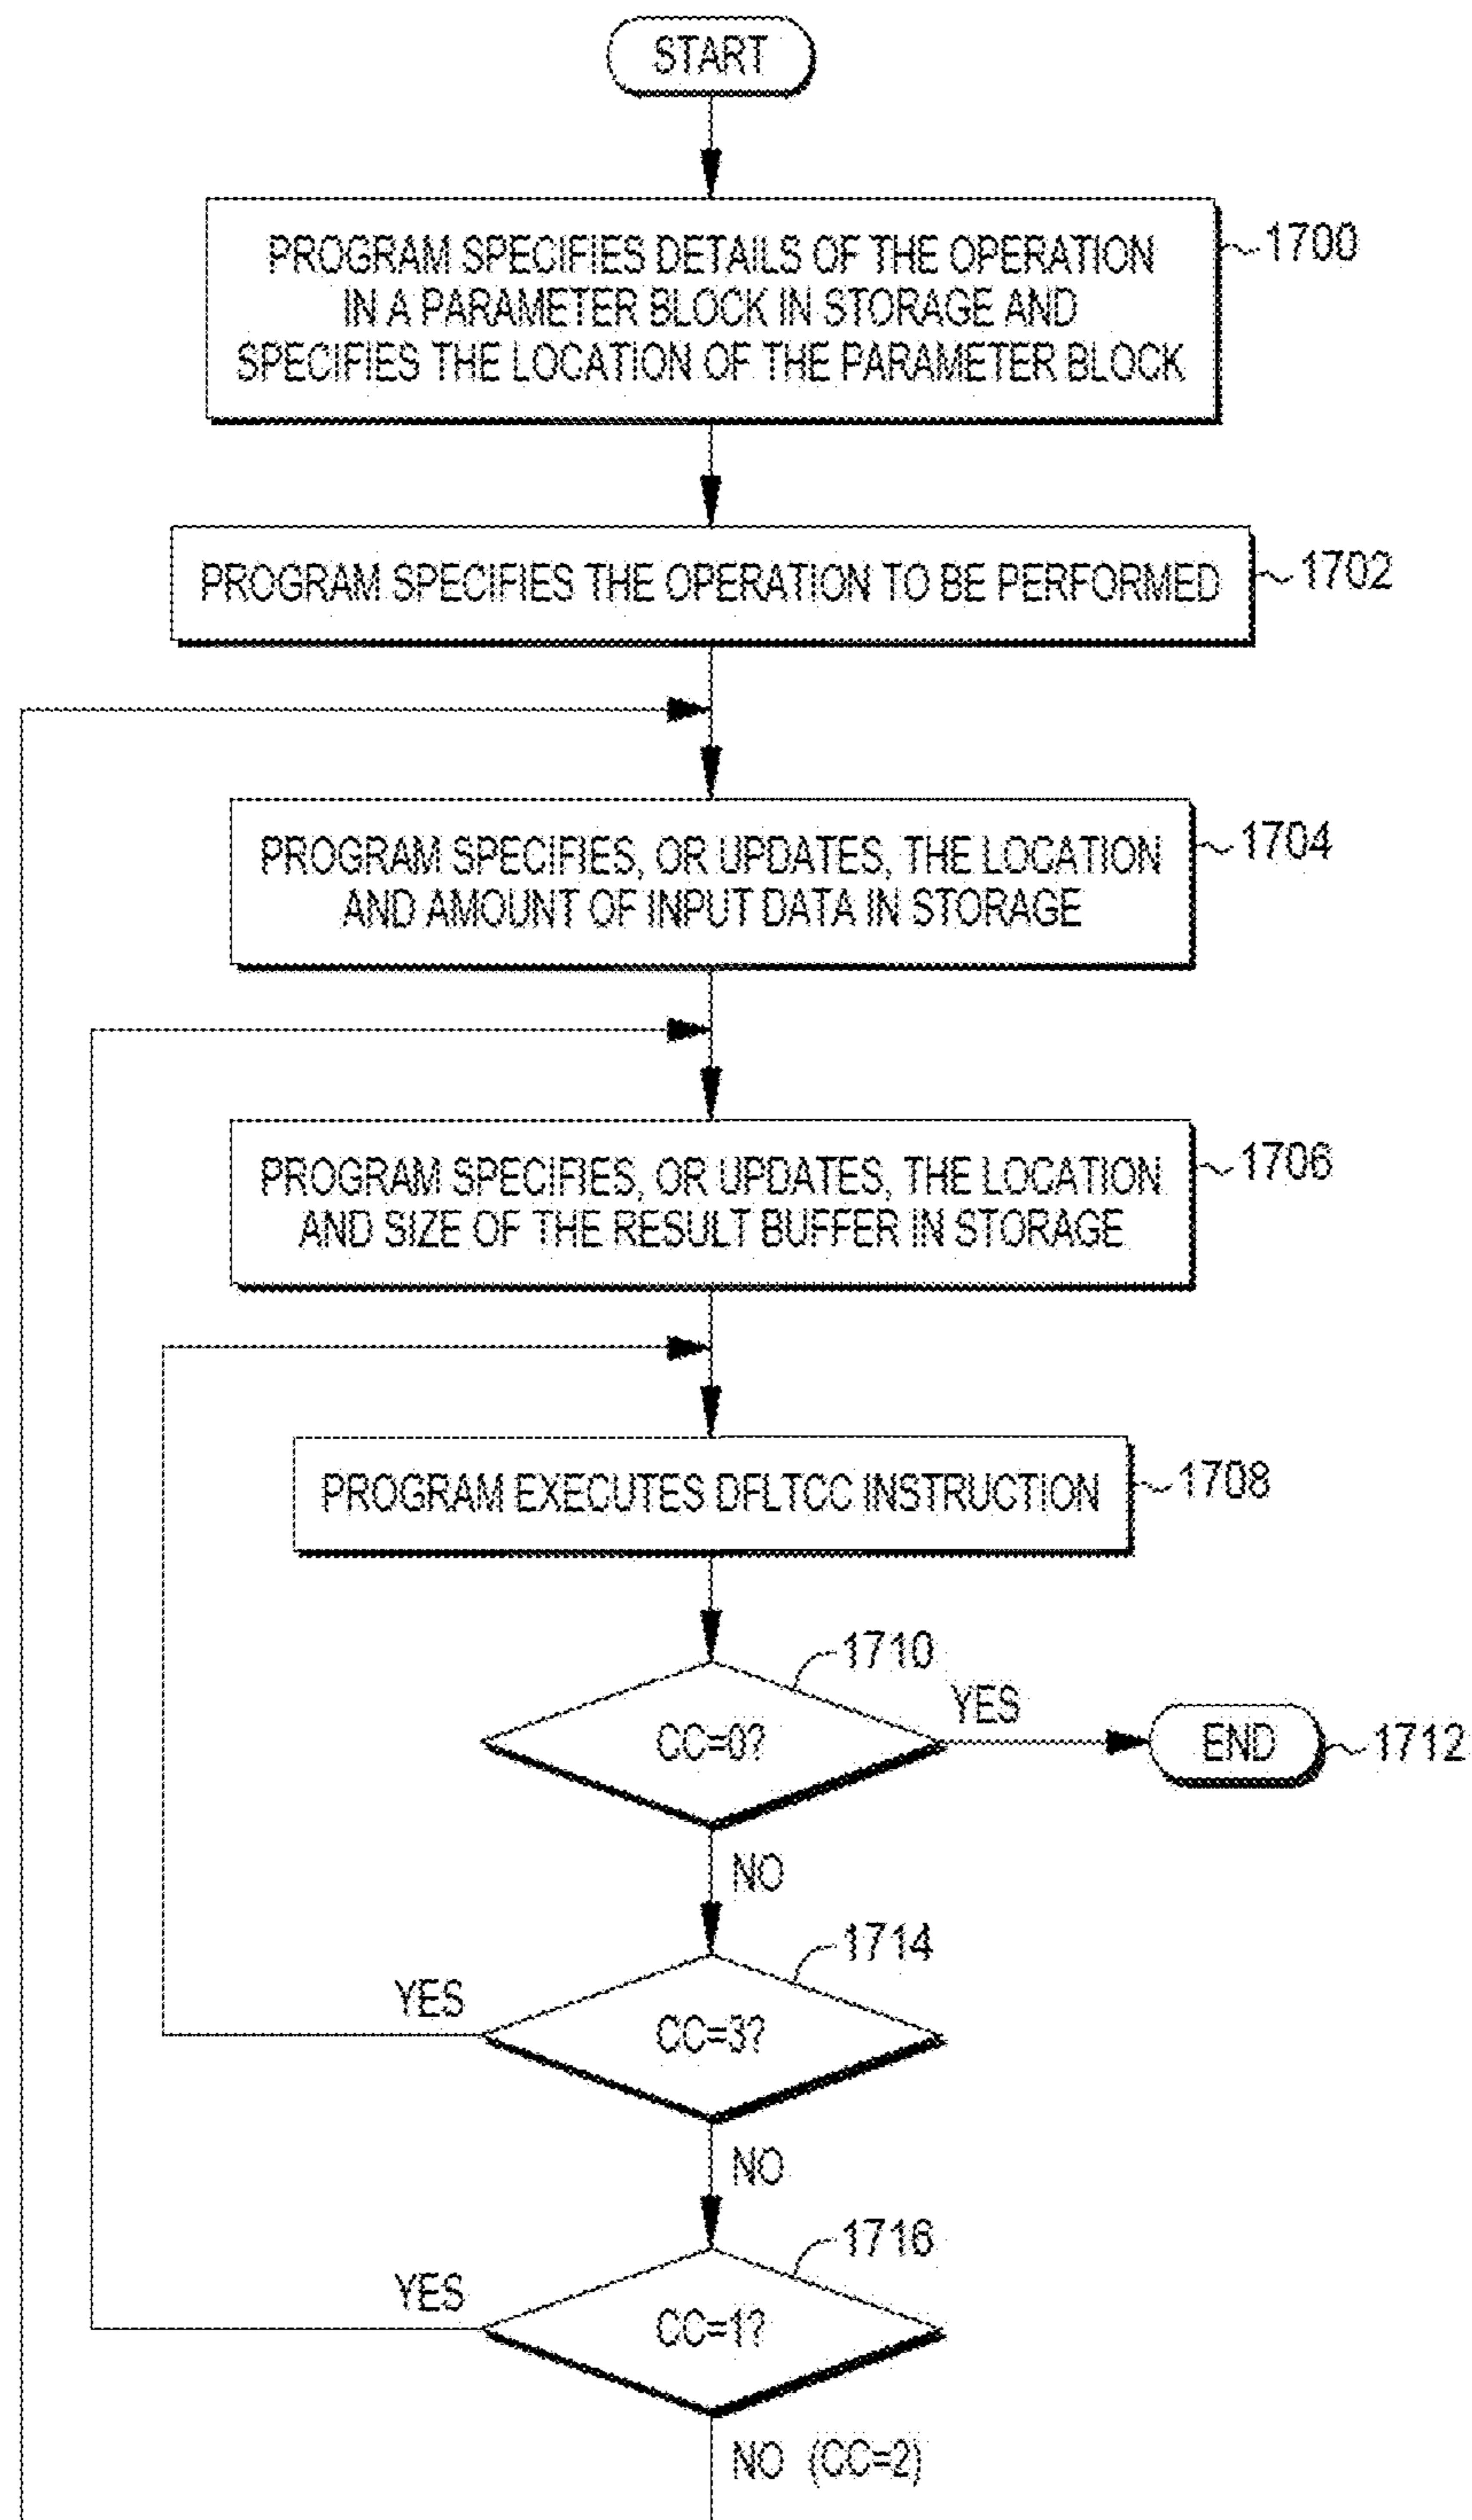 START
PROGRAM SPECIFIES DETAILS OF THE OPERATION
IN A PARAMETER BLOCK IN STORAGE AND
SPECIFIES THE LOCATION OF THE PARAMETER BLOCK
1700
PROGRAM SPECIFIES THE OPERATION TO BE PERFORMED
1702
PROGRAM SPECIFIES, OR UPDATES, THE LOCATION
AND AMOUNT OF INPUT DATA IN STORAGE
1704
PROGRAM SPECIFIES, OR UPDATES, THE LOCATION
AND SIZE OF THE RESULT BUFFER IN STORAGE
1706
PROGRAM EXECUTES DFLTCC INSTRUCTION
1708
1710
CC=0?
YES
END
1712
NO
1714
YES
CC=3?
NO
1716
YES
CC=1?
NO (CC=2)